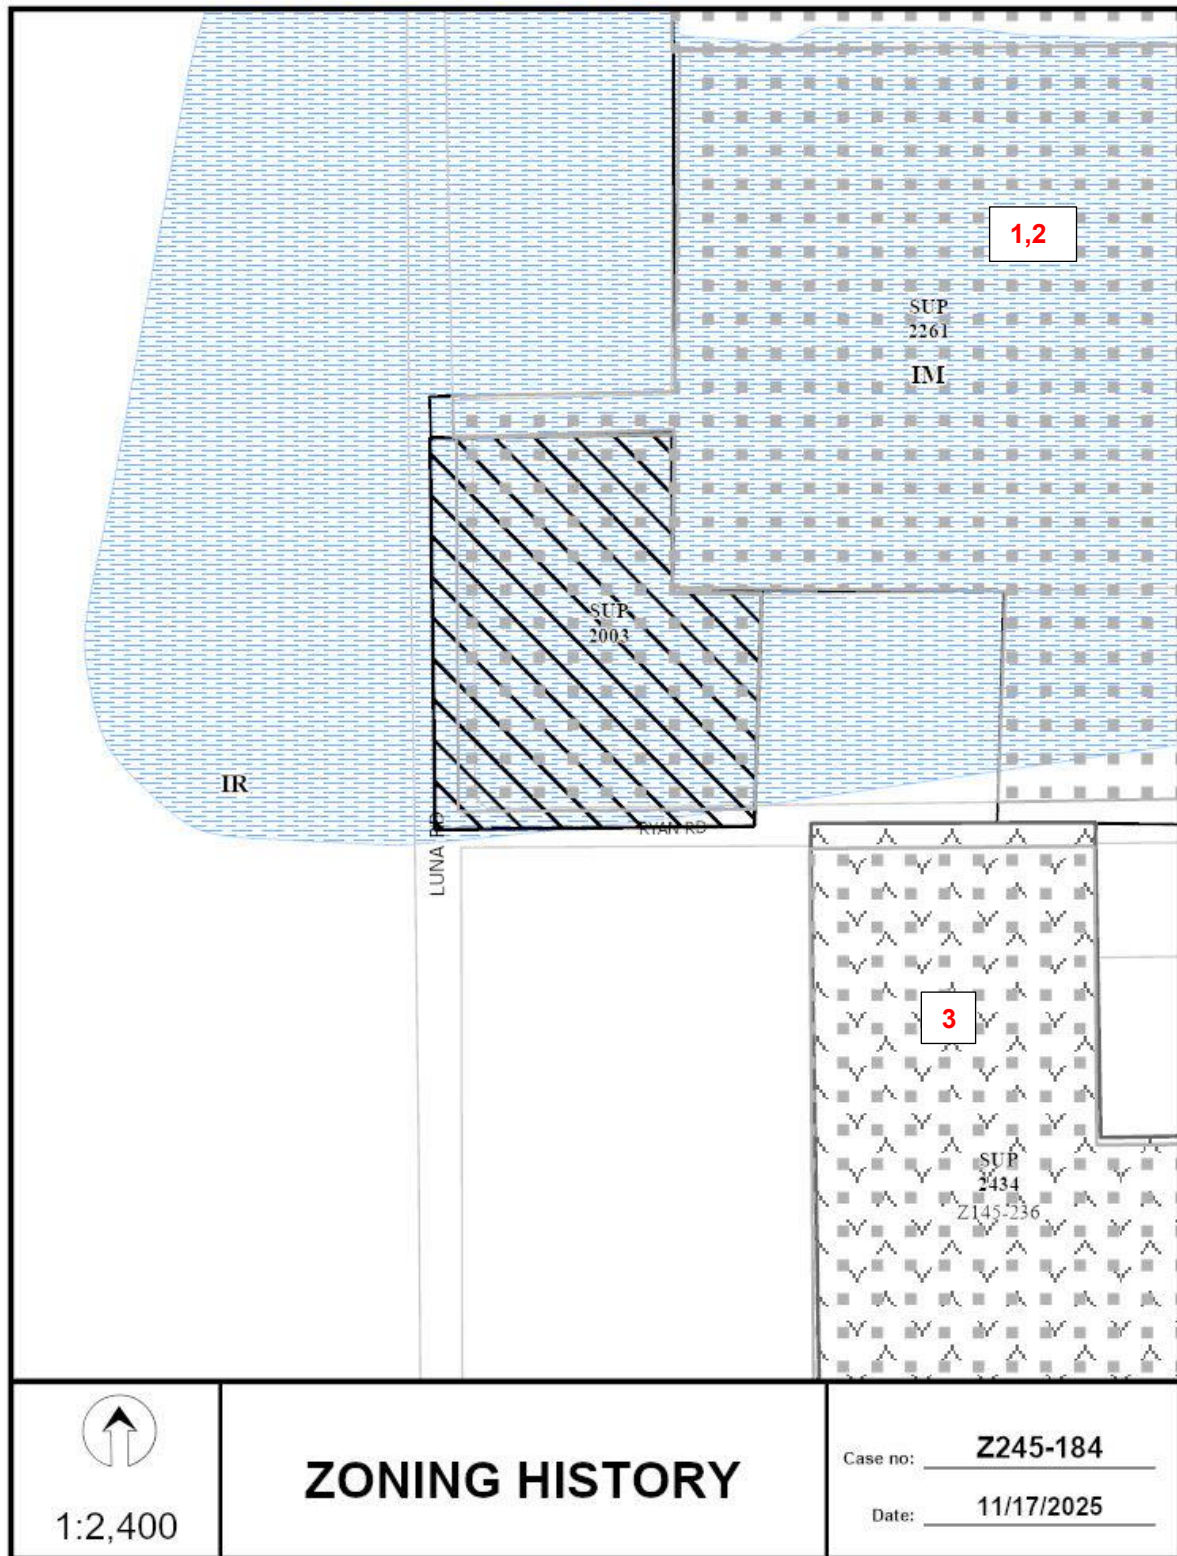 1,2
SUP
2261
IM
SUP
2003
IR
RYAN RD
LUNA RD
3
SUP
2434
Z145-236
1:2,400
ZONING HISTORY
Case no: Z245-184
Date: 11/17/2025